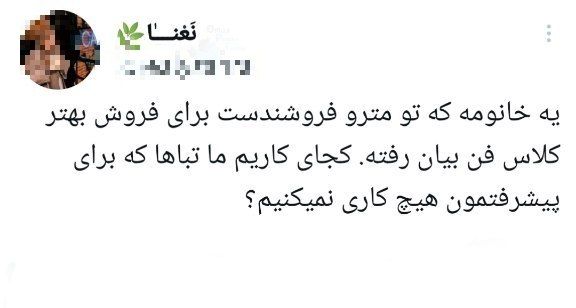 نَغنـــٰا🌿
یه خانومه که تو مترو فروشندست برای فروش بهتر
کلاس فن بیان رفته. کجای کاریم ما تباها که برای
پیشرفتمون هیچ کاری نمیکنیم؟